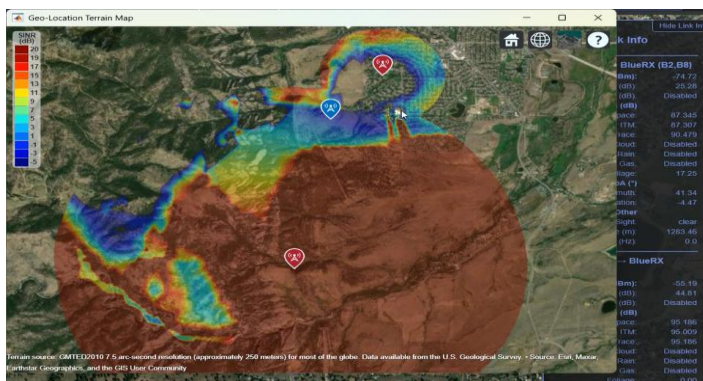 Geo-Location Terrain Map
Hide Link
SINR
(dB)
20
19
17
15
13
11
9
7
5
3
1
-1
-3
-5
?
k Info
BlueRX (B2,B8)
Bm): -74.72
(dB): 25.28
(dB): Disabled
(dB)
pace: 87.345
ITM: 87.307
race: 90.479
loud: Disabled
Rain: Disabled
Gas: Disabled
liage: 17.25
oA (°)
muth: 41.34
ation: -4.47
Other
Sight: clear
e (m): 1283.46
(Hz): 0.0
→ BlueRX
Bm): -55.19
(dB): 44.81
(dB): Disabled
(dB)
pace: 95.186
ITM: 95.009
race: 95.186
loud: Disabled
Rain: Disabled
Gas: Disabled
Terrain source: GMTED2010 7.5 arc-second resolution (approximately 250 meters) for most of the globe. Data available from the U.S. Geological Survey. • Source: Esri, Maxar,
Earthstar Geographics, and the GIS User Community